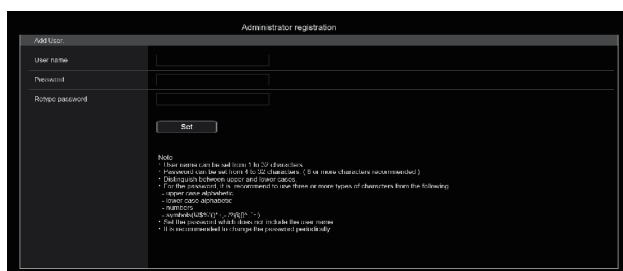 Administrator registration
Add User.
User name
Password
Retype password
Set
Note
・User name can be set from 1 to 32 characters.
・Password can be set from 4 to 32 characters. ( 8 or more characters recommended )
・Distinguish between upper and lower cases.
・For the password, it is recommend to use three or more types of characters from the following
- upper case alphabetic
- lower case alphabetic
- numbers
- symbols
・Set the password which does not include the user name
・It is recommended to change the password periodically